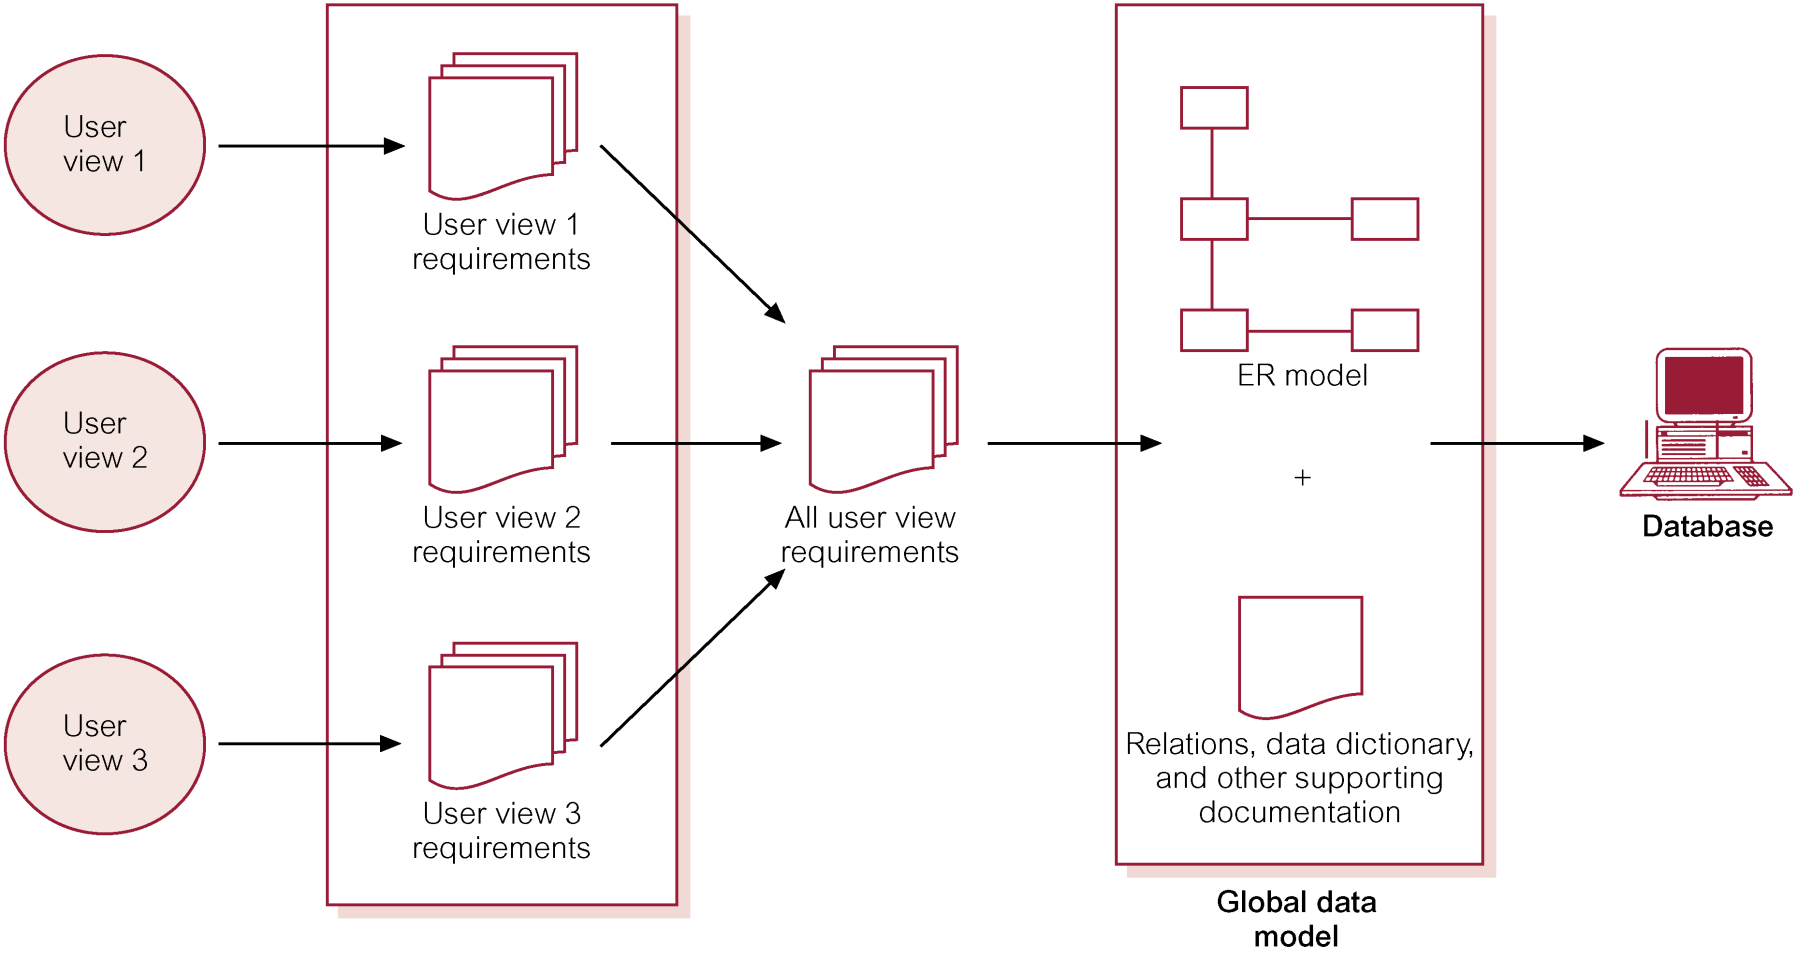 User
view 1
User view 1
requirements
User
view 2
User view 2
requirements
User
view 3
User view 3
requirements
All user view
requirements
ER model
+
Relations, data dictionary,
and other supporting
documentation
Global data
model
Database